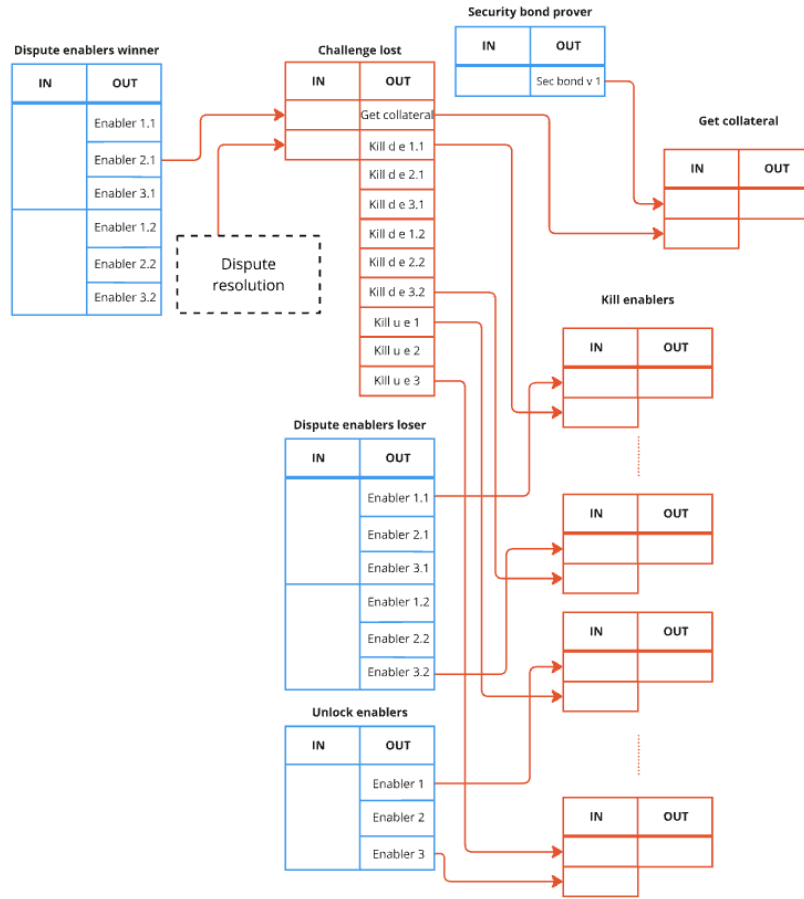 Security bond prover
IN OUT
Sec bond v 1
Dispute enablers winner
IN OUT
Enabler 1.1
Enabler 2.1
Enabler 3.1
Enabler 1.2
Enabler 2.2
Enabler 3.2
Challenge lost
IN OUT
Get collateral
Kill d e 1.1
Kill d e 2.1
Kill d e 3.1
Kill d e 1.2
Kill d e 2.2
Kill d e 3.2
Kill u e 1
Kill u e 2
Kill u e 3
Dispute
resolution
Get collateral
IN OUT
Kill enablers
IN OUT
IN OUT
IN OUT
IN OUT
Dispute enablers loser
IN OUT
Enabler 1.1
Enabler 2.1
Enabler 3.1
Enabler 1.2
Enabler 2.2
Enabler 3.2
Unlock enablers
IN OUT
Enabler 1
Enabler 2
Enabler 3